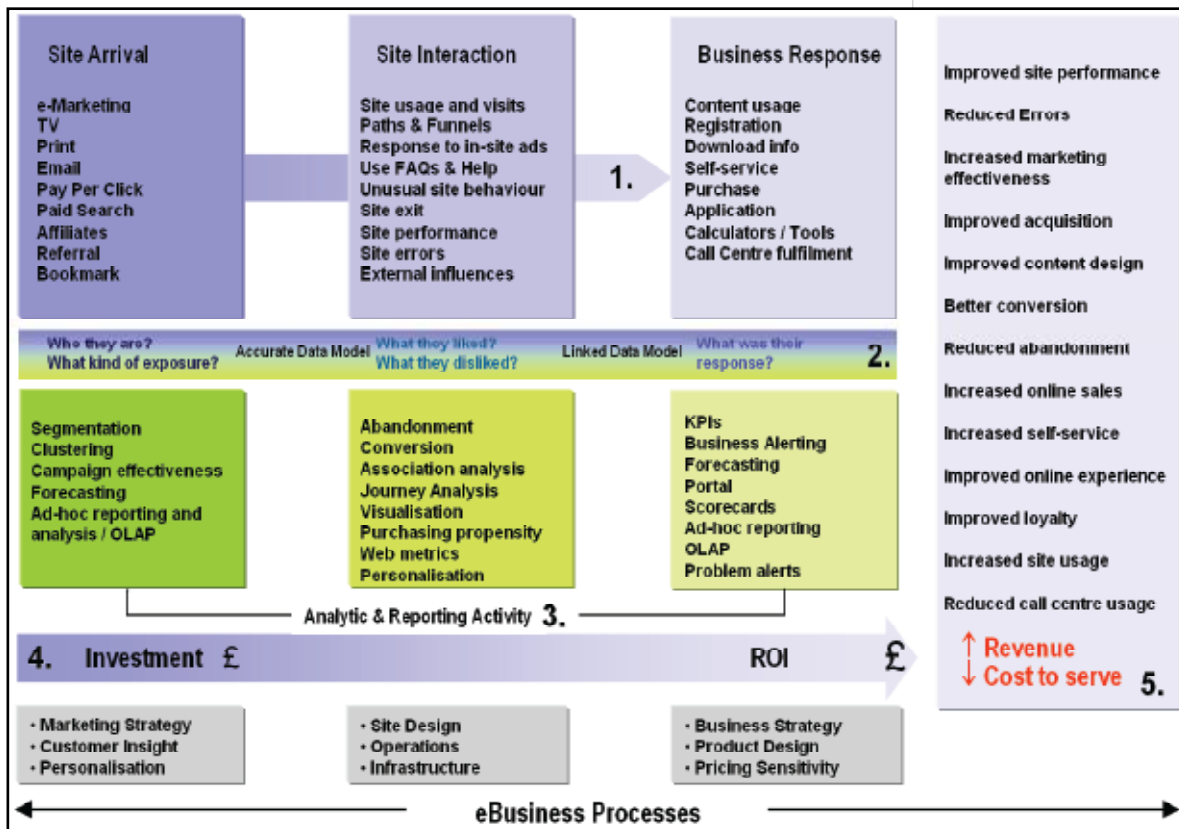 Site Arrival
e-Marketing
TV
Print
Email
Pay Per Click
Paid Search
Affiliates
Referral
Bookmark
Site Interaction
Site usage and visits
Paths & Funnels
Response to in-site ads
Use FAQs & Help
Unusual site behaviour
Site exit
Site performance
Site errors
External influences
1.
Business Response
Content usage
Registration
Download info
Self-service
Purchase
Application
Calculators / Tools
Call Centre fulfilment
Who they are?
What kind of exposure?
Accurate Data Model
What they liked?
What they disliked?
Linked Data Model
What was their
response?
2.
Segmentation
Clustering
Campaign effectiveness
Forecasting
Ad-hoc reporting and
analysis / OLAP
Abandonment
Conversion
Association analysis
Journey Analysis
Visualisation
Purchasing propensity
Web metrics
Personalisation
KPIs
Business Alerting
Forecasting
Portal
Scorecards
Ad-hoc reporting
OLAP
Problem alerts
Analytic & Reporting Activity 3.
4. Investment £ ROI £
• Marketing Strategy
• Customer Insight
• Personalisation
• Site Design
• Operations
• Infrastructure
• Business Strategy
• Product Design
• Pricing Sensitivity
eBusiness Processes
Improved site performance
Reduced Errors
Increased marketing
effectiveness
Improved acquisition
Improved content design
Better conversion
Reduced abandonment
Increased online sales
Increased self-service
Improved online experience
Improved loyalty
Increased site usage
Reduced call centre usage
↑ Revenue
↓ Cost to serve 5.